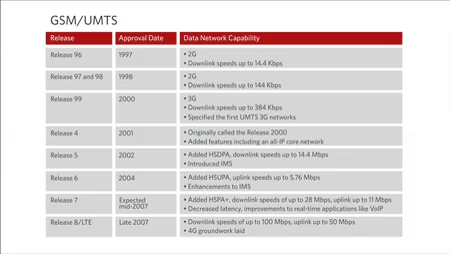 GSM/UMTS
Release Approval Date Data Network Capability
Release 96 1997 • 2G
• Downlink speeds up to 14.4 Kbps
Release 97 and 98 1998 • 2G
• Downlink speeds up to 144 Kbps
Release 99 2000 • 3G
• Downlink speeds up to 384 Kbps
• Specified the first UMTS 3G networks
Release 4 2001 • Originally called the Release 2000
• Added features including an all-IP core network
Release 5 2002 • Added HSDPA, downlink speeds up to 14.4 Mbps
• Introduced IMS
Release 6 2004 • Added HSUPA, uplink speeds up to 5.76 Mbps
• Enhancements to IMS
Release 7 Expected • Added HSPA+, downlink speeds of up to 28 Mbps, uplink up to 11 Mbps
mid-2007 • Decreased latency, improvements to real-time applications like VoIP
Release 8/LTE Late 2007 • Downlink speeds of up to 100 Mbps, uplink up to 50 Mbps
• 4G groundwork laid